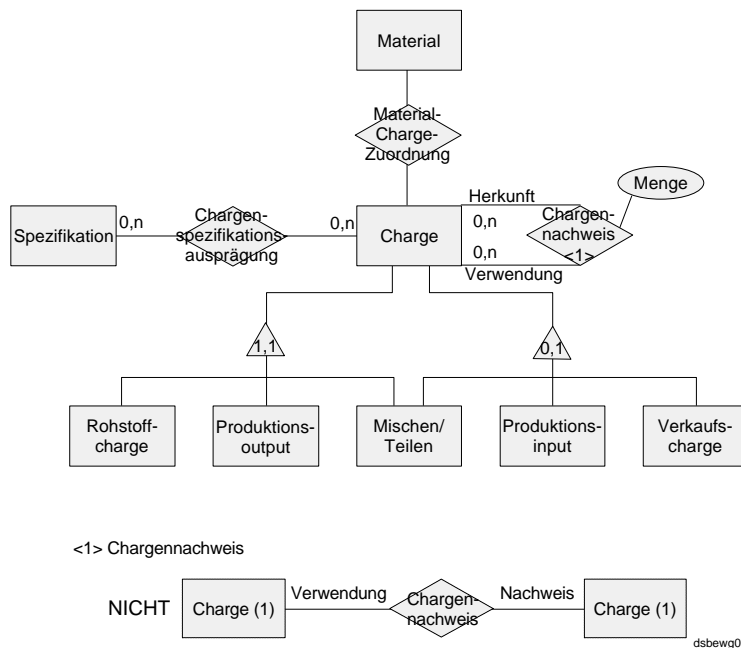 Material
Material-
Charge-
Zuordnung
Herkunft
Menge
Spezifikation
0,n
Chargen-
spezifikations
ausprägung
0,n
Charge
0,n
0,n
Verwendung
Chargen-
nachweis
<1>
1,1
0,1
Rohstoff-
charge
Produktions-
output
Mischen/
Teilen
Produktions-
input
Verkaufs-
charge
<1> Chargennachweis
NICHT
Charge (1)
Verwendung
Chargen-
nachweis
Nachweis
Charge (1)
dsbewg0